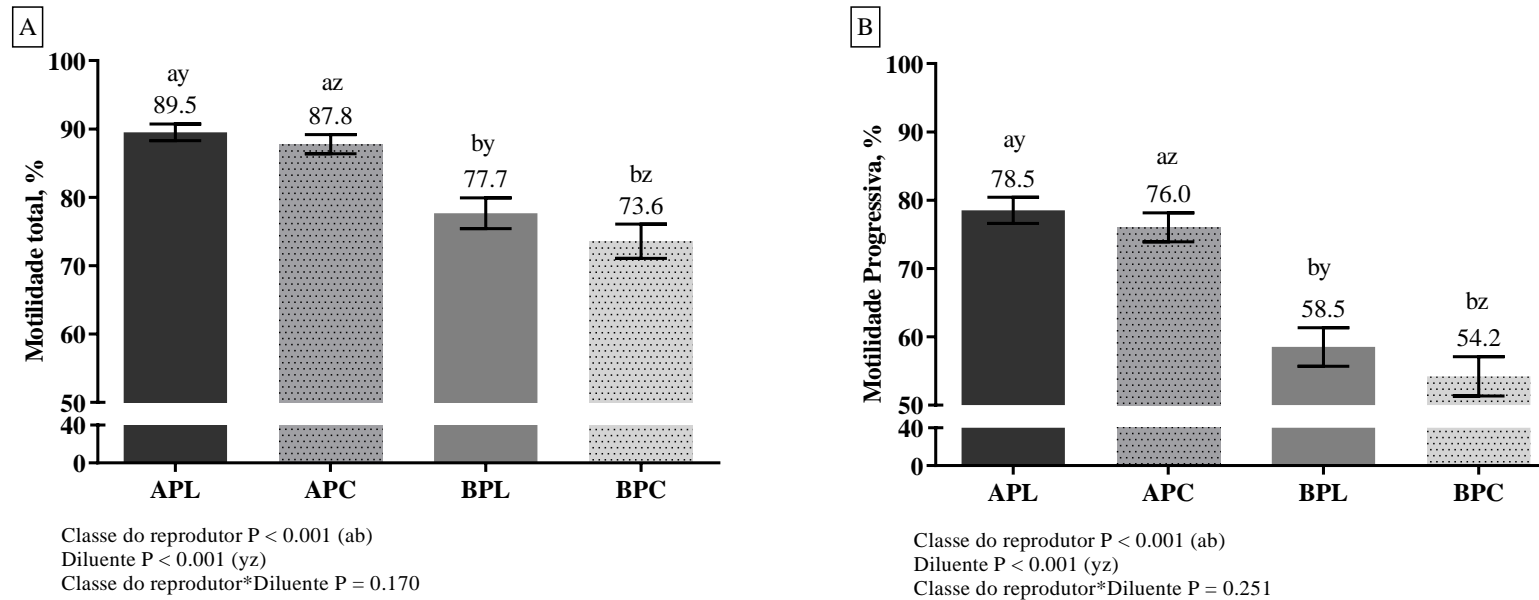 A
Motilidade total, %
100
90
80
70
60
50
40
0
ay
89.5
az
87.8
by
77.7
bz
73.6
APL
APC
BPL
BPC
Classe do reprodutor P < 0.001 (ab)
Diluente P < 0.001 (yz)
Classe do reprodutor*Diluente P = 0.170
B
Motilidade Progressiva, %
100
90
80
70
60
50
40
0
ay
78.5
az
76.0
by
58.5
bz
54.2
APL
APC
BPL
BPC
Classe do reprodutor P < 0.001 (ab)
Diluente P < 0.001 (yz)
Classe do reprodutor*Diluente P = 0.251